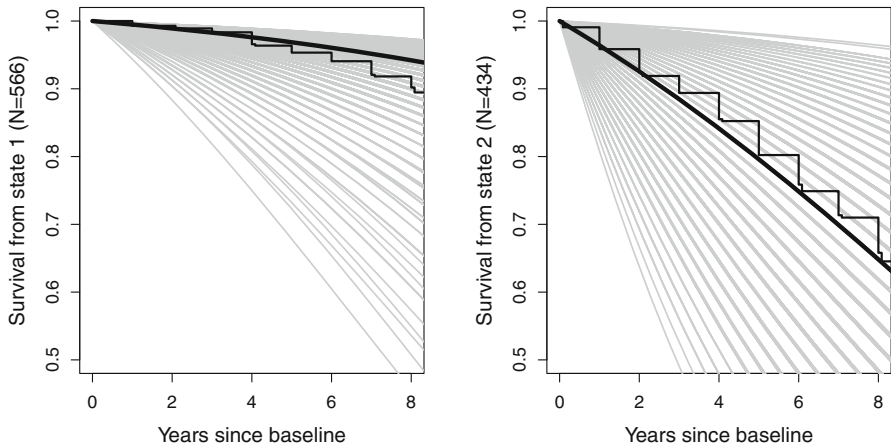 Survival from state 1 (N=566)
1.0
0.9
0.8
0.7
0.6
0.5
0 2 4 6 8
Years since baseline
Survival from state 2 (N=434)
1.0
0.9
0.8
0.7
0.6
0.5
0 2 4 6 8
Years since baseline